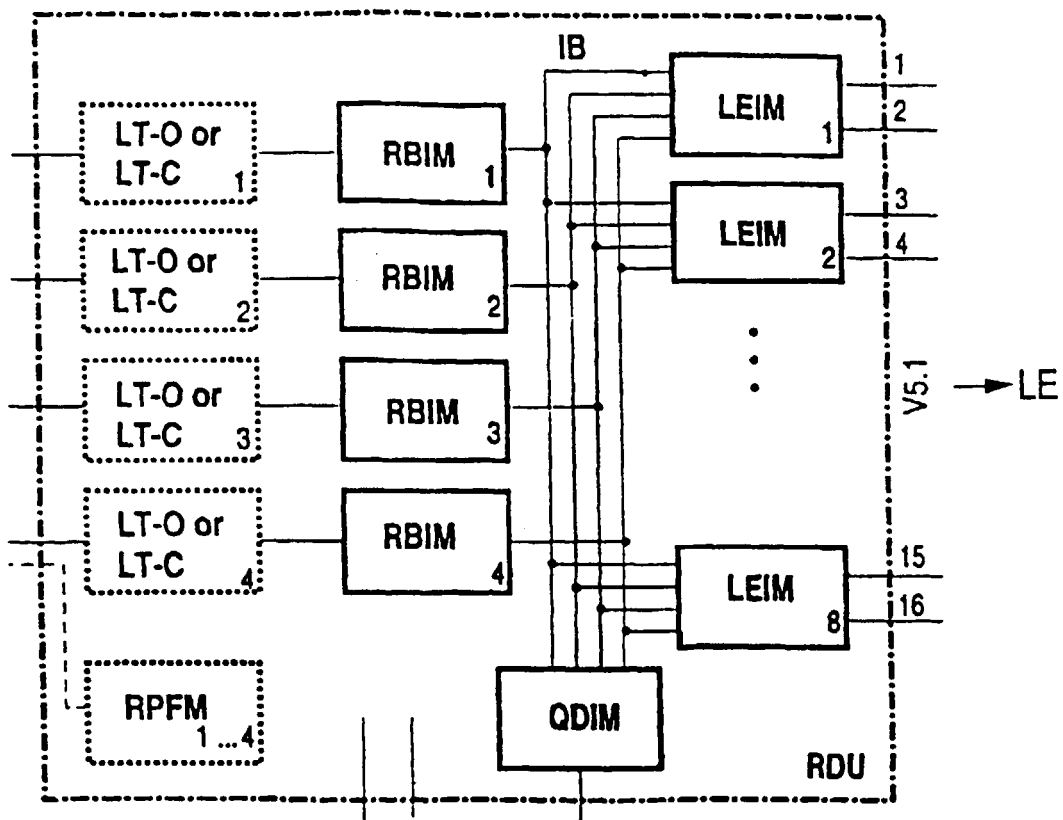 IB
LEIM
1
1
2
LT-O or
LT-C 1
RBIM
1
LEIM
2
3
4
LT-O or
LT-C 2
RBIM
2
LT-O or
LT-C 3
RBIM
3
V5.1
LE
LT-O or
LT-C 4
RBIM
4
LEIM
8
15
16
RPFM
1 ... 4
QDIM
RDU